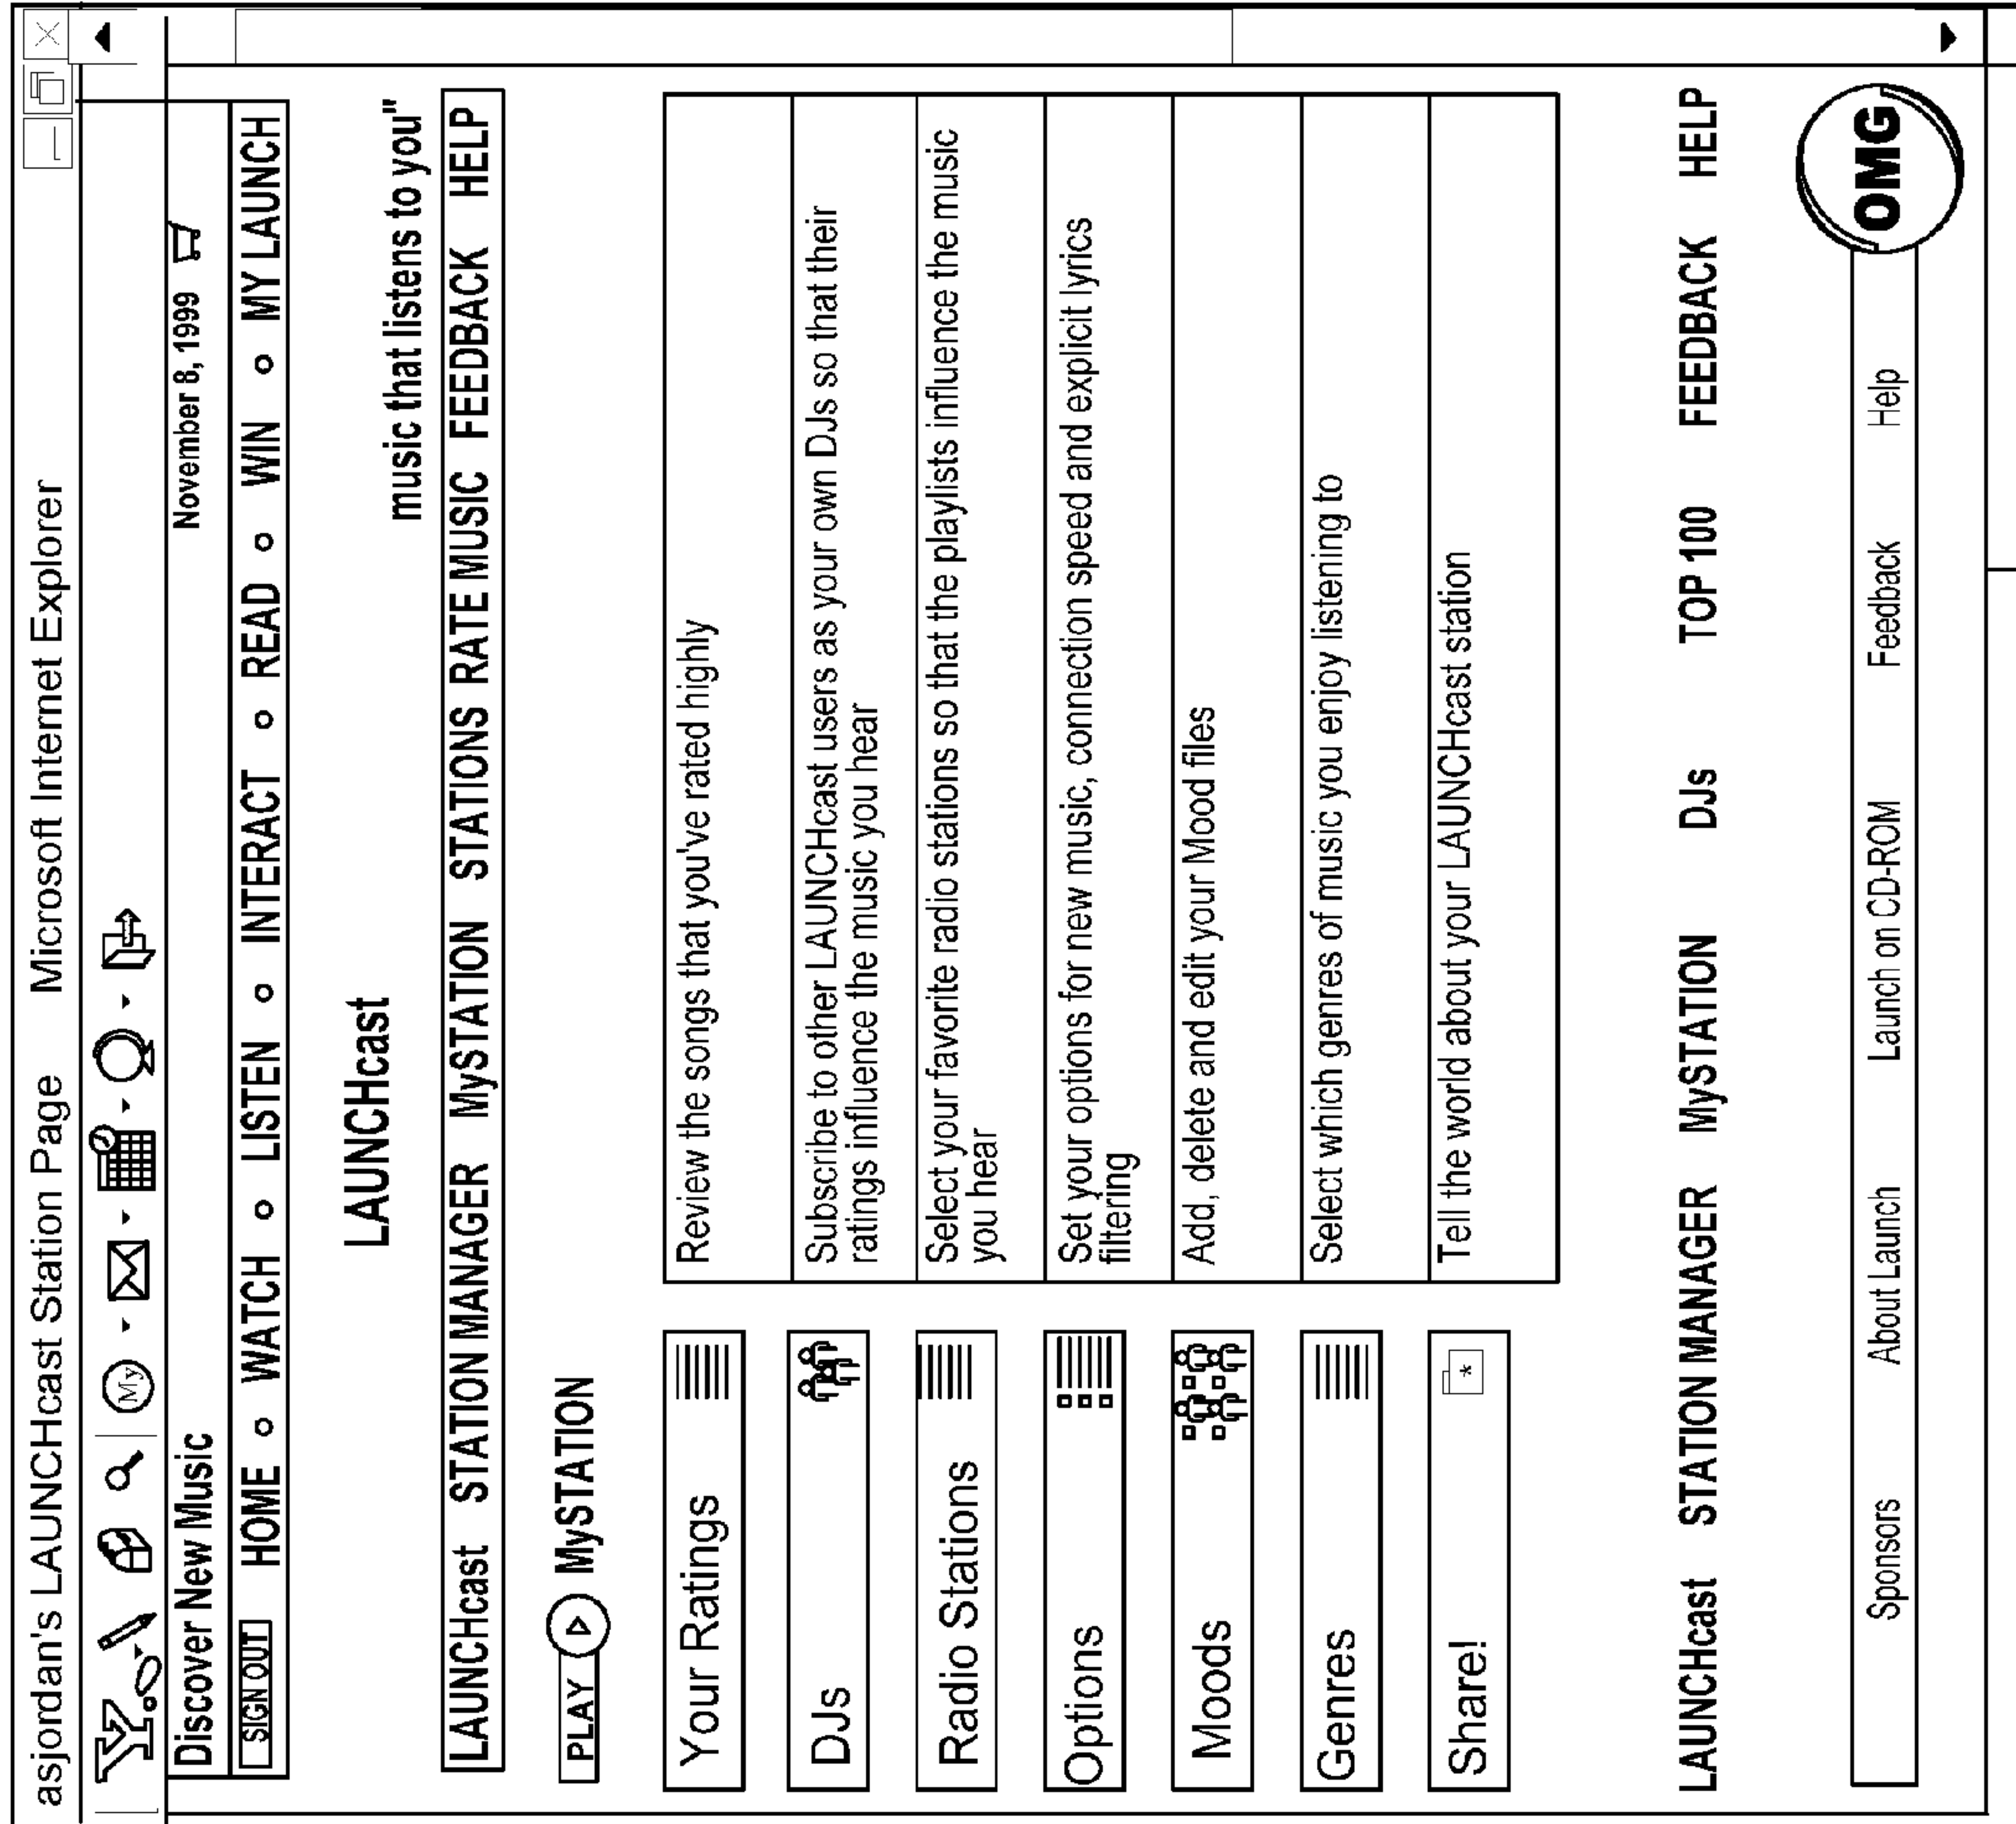 asjordan's LAUNCHcast Station Page Microsoft Internet Explorer
Y! My
Discover New Music November 8, 1999
SIGN OUT HOME WATCH LISTEN INTERACT READ WIN MY LAUNCH
LAUNCHcast
music that listens to you"
LAUNCHcast STATION MANAGER MySTATION STATIONS RATE MUSIC FEEDBACK HELP
PLAY MySTATION
Your Ratings
Review the songs that you've rated highly
DJs
Subscribe to other LAUNCHcast users as your own DJs so that their
ratings influence the music you hear
Radio Stations
Select your favorite radio stations so that the playlists influence the music
you hear
Options
Set your options for new music, connection speed and explicit lyrics
filtering
Moods
Add, delete and edit your Mood files
Genres
Select which genres of music you enjoy listening to
Share!
Tell the world about your LAUNCHcast station
LAUNCHcast STATION MANAGER MySTATION DJs TOP 100 FEEDBACK HELP
Sponsors About Launch Launch on CD-ROM Feedback Help OMG